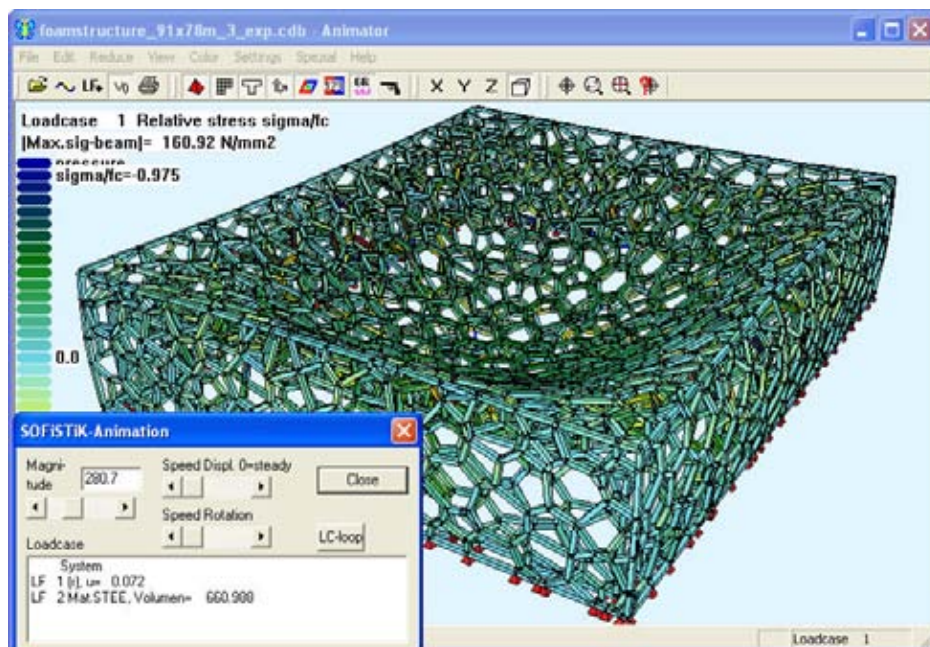 foamstructure_91x78m_3_exp.cdb - Animator
File Edit Reduce View Color Settings Spezial Help
LF+
X Y Z
Loadcase 1 Relative stress sigma/fc
|Max.sig-beam|= 160.92 N/mm2
pressure
sigma/fc=-0.975
0.0
SOFiSTiK-Animation
Magni-
tude
280.7
Speed Displ. 0=steady
Close
Speed Rotation
LC-loop
Loadcase
System
LF 1 (r), u= 0.072
LF 2 Mat.STEE, Volumen= 660.988
Loadcase 1